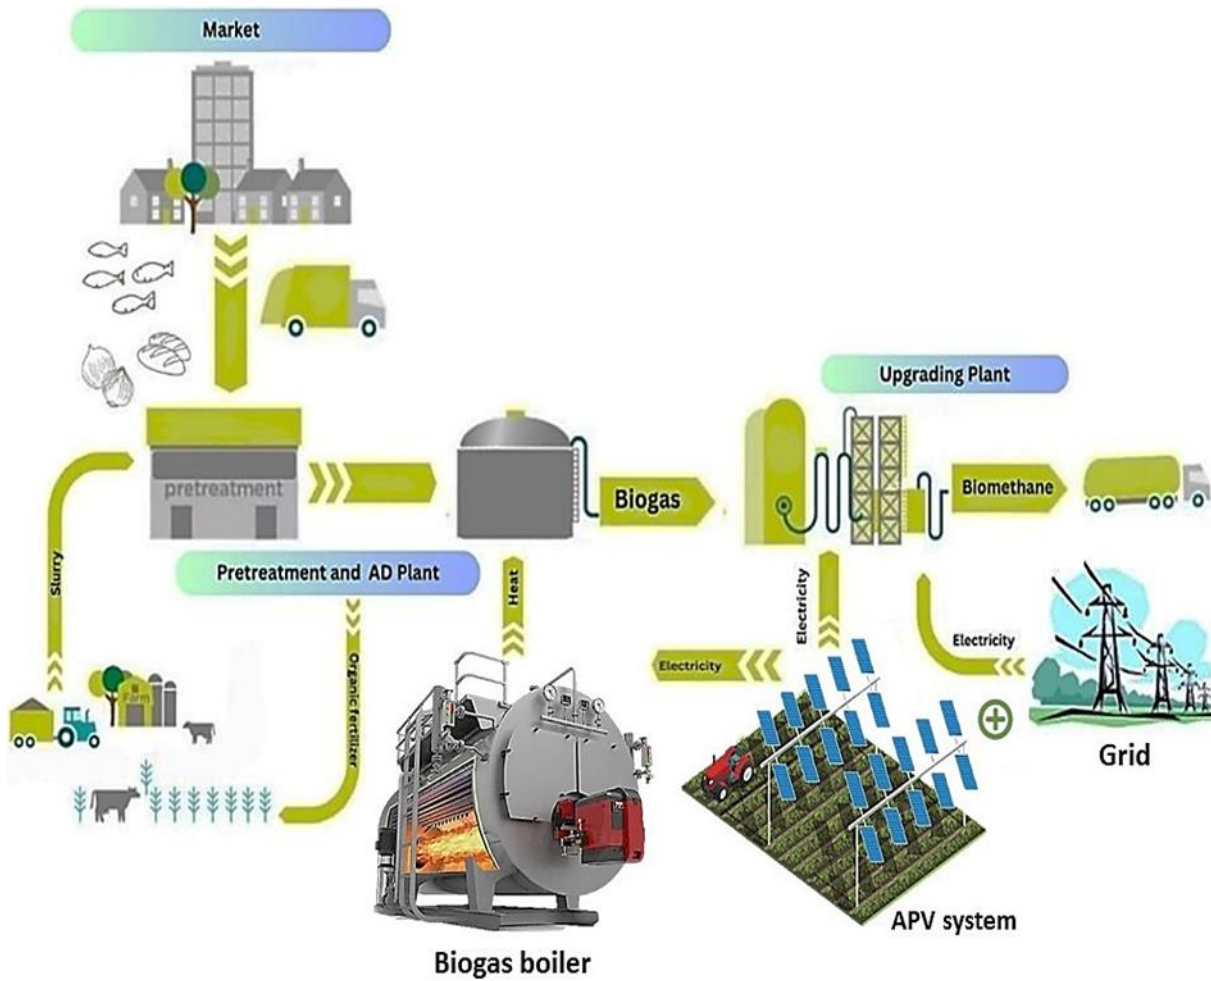 Market
Upgrading Plant
pretreatment
Biogas
Biomethane
Pretreatment and AD Plant
Slurry
Heat
Electricity
Electricity
Electricity
Organic fertilizer
Farm
Grid
APV system
Biogas boiler